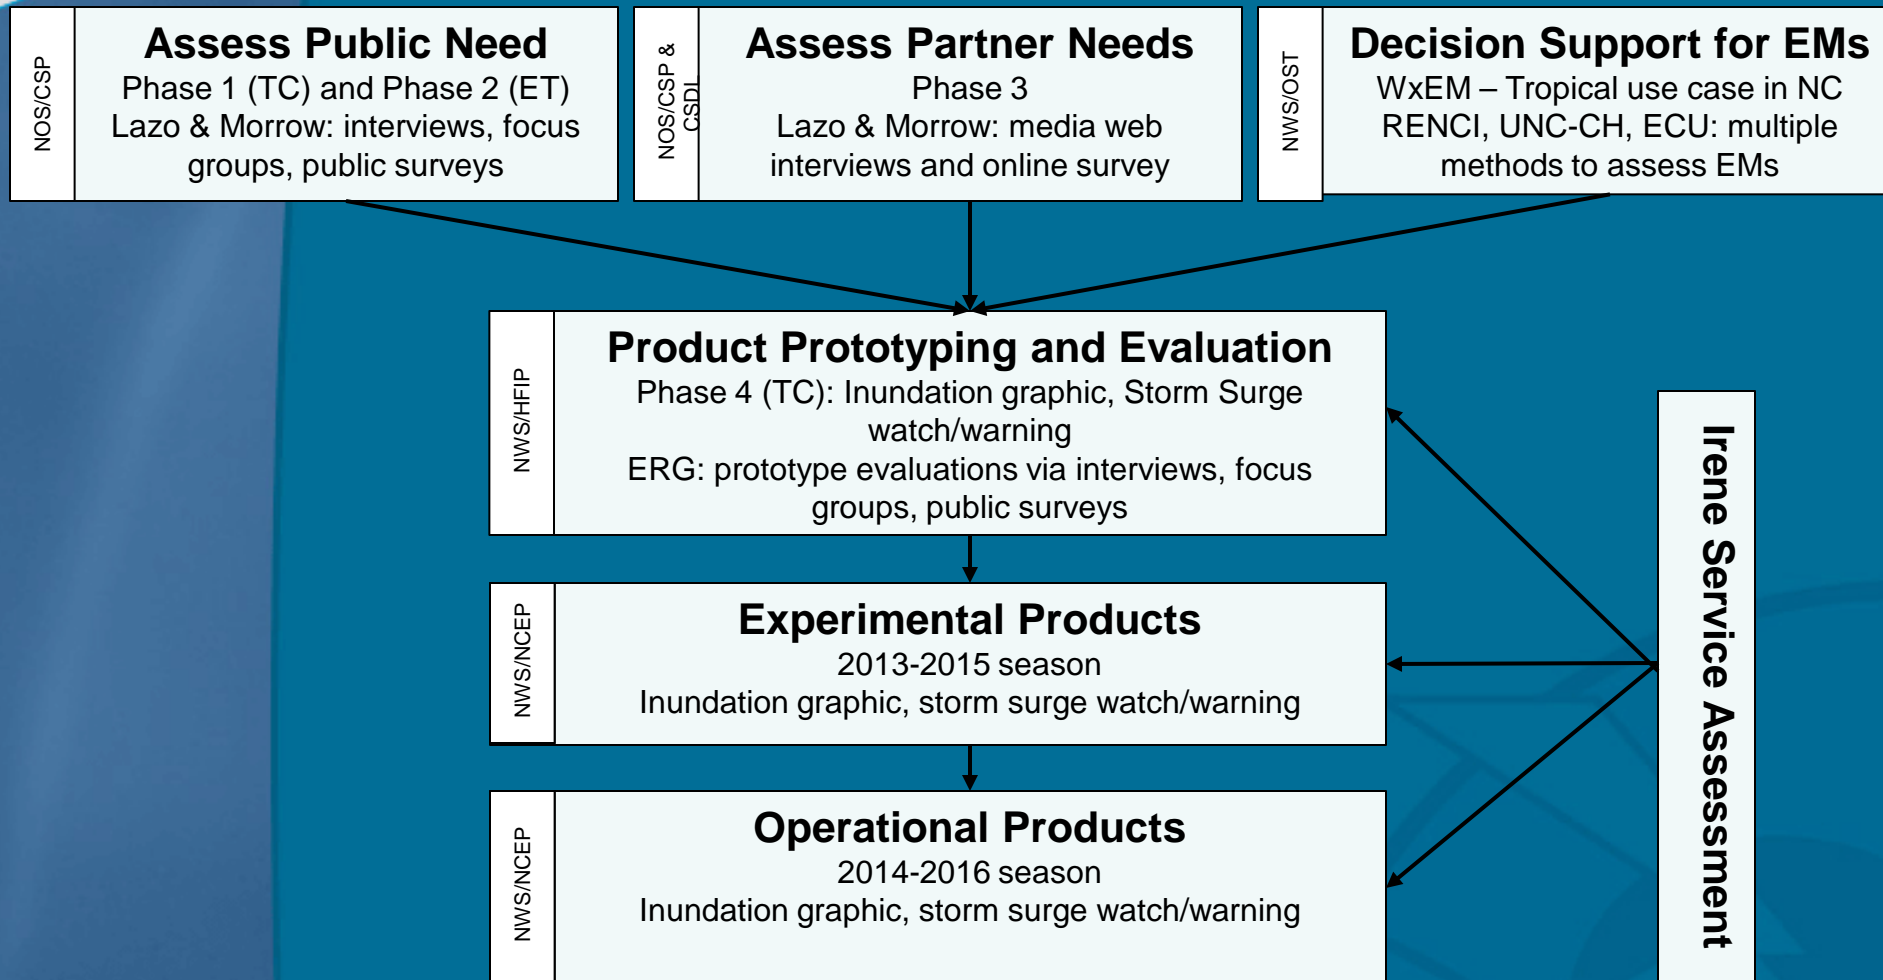 NOS/CSP
Assess Public Need
Phase 1 (TC) and Phase 2 (ET)
Lazo & Morrow: interviews, focus
groups, public surveys
NOS/CSP &
CSDL
Assess Partner Needs
Phase 3
Lazo & Morrow: media web
interviews and online survey
NWS/OST
Decision Support for EMs
WxEM – Tropical use case in NC
RENCI, UNC-CH, ECU: multiple
methods to assess EMs
NWS/HFIP
Product Prototyping and Evaluation
Phase 4 (TC): Inundation graphic, Storm Surge
watch/warning
ERG: prototype evaluations via interviews, focus
groups, public surveys
NWS/NCEP
Experimental Products
2013-2015 season
Inundation graphic, storm surge watch/warning
NWS/NCEP
Operational Products
2014-2016 season
Inundation graphic, storm surge watch/warning
Irene Service Assessment